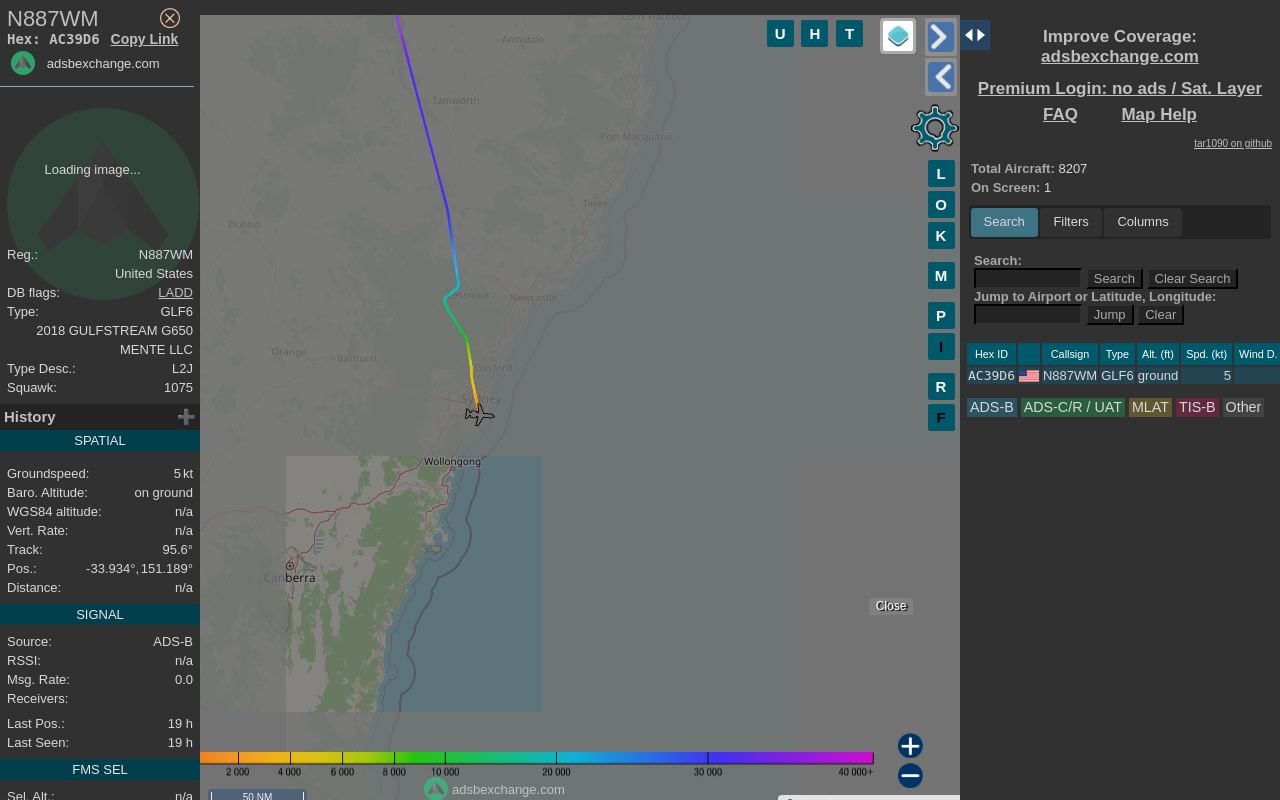 N887WM
Hex: AC39D6 Copy Link
adsbexchange.com
Loading image...
Reg.: N887WM
United States
DB flags: LADD
Type: GLF6
2018 GULFSTREAM G650
MENTE LLC
Type Desc.: L2J
Squawk: 1075
History
SPATIAL
Groundspeed: 5 kt
Baro. Altitude: on ground
WGS84 altitude: n/a
Vert. Rate: n/a
Track: 95.6°
Pos.: -33.934°, 151.189°
Distance: n/a
SIGNAL
Source: ADS-B
RSSI: n/a
Msg. Rate: 0.0
Receivers:
Last Pos.: 19 h
Last Seen: 19 h
FMS SEL
Sel. Alt.: n/a
Coffs Harbour
Armidale
Tamworth
Port Macquarie
Taree
Dubbo
Cessnock
Newcastle
Orange
Bathurst
Gosford
Sydney
Wollongong
Canberra
U H T
L
O
K
M
P
I
R
F
Close
2 000 4 000 6 000 8 000 10 000 20 000 30 000 40 000+
adsbexchange.com
50 NM
Improve Coverage:
adsbexchange.com
Premium Login: no ads / Sat. Layer
FAQ Map Help
tar1090 on github
Total Aircraft: 8207
On Screen: 1
Search Filters Columns
Search:
Search Clear Search
Jump to Airport or Latitude, Longitude:
Jump Clear
Hex ID Callsign Type Alt. (ft) Spd. (kt) Wind D.
AC39D6 N887WM GLF6 ground 5
ADS-B ADS-C/R / UAT MLAT TIS-B Other